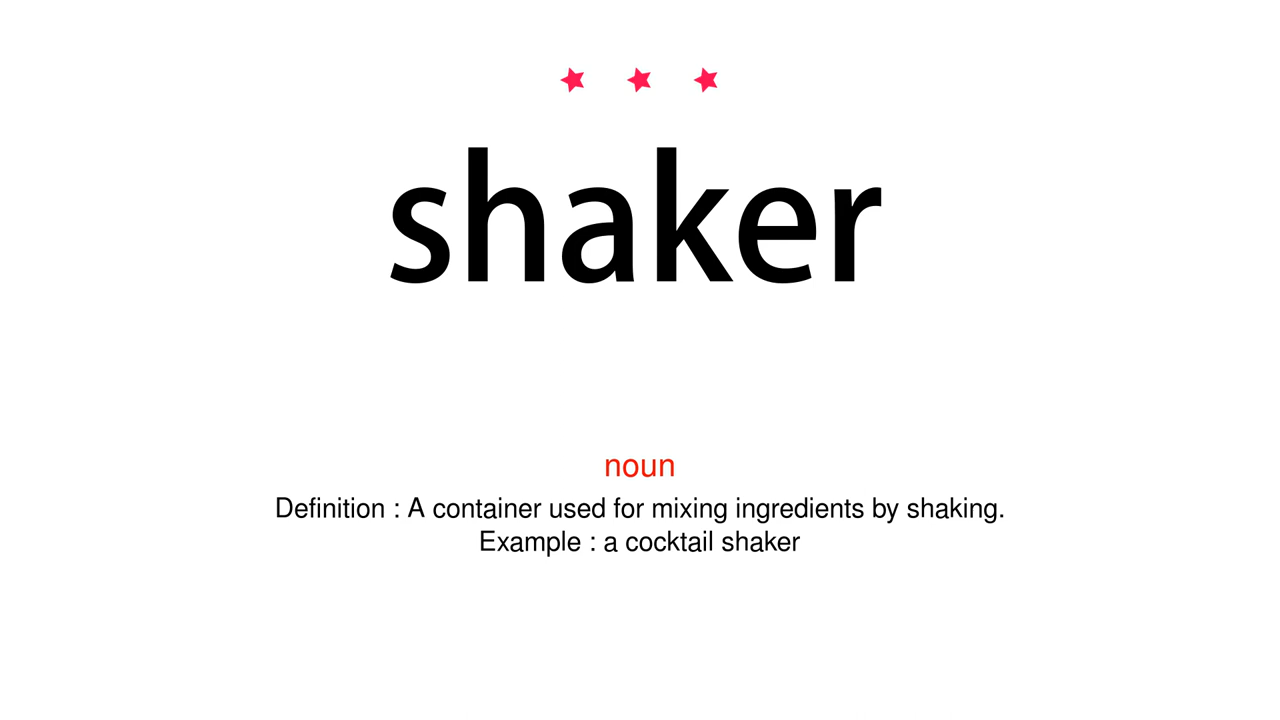 shaker
noun
Definition : A container used for mixing ingredients by shaking.
Example : a cocktail shaker